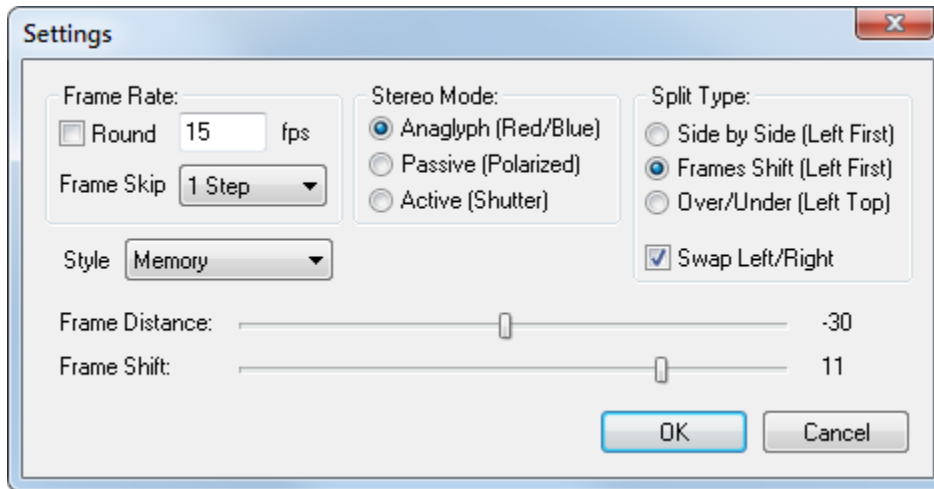 Settings
Frame Rate:
Round 15 fps
Frame Skip 1 Step
Style Memory
Stereo Mode:
Anaglyph (Red/Blue)
Passive (Polarized)
Active (Shutter)
Split Type:
Side by Side (Left First)
Frames Shift (Left First)
Over/Under (Left Top)
Swap Left/Right
Frame Distance: -30
Frame Shift: 11
OK Cancel